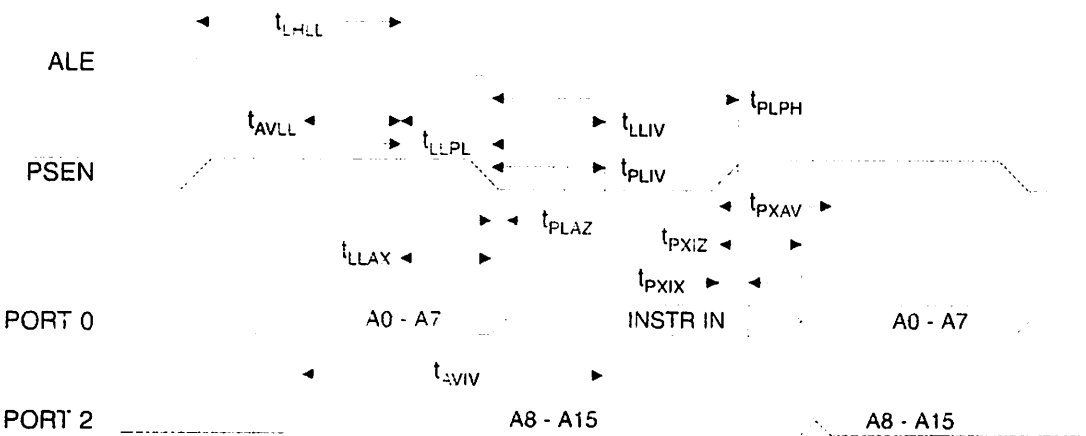 tLHLL
ALE
tPLPH
tAVLL
tLLIV
tLLPL
PSEN
tPLIV
tPXAV
tPLAZ
tPXIZ
tLLAX
tPXIX
PORT 0 A0 - A7 INSTR IN A0 - A7
tAVIV
PORT 2 A8 - A15 A8 - A15